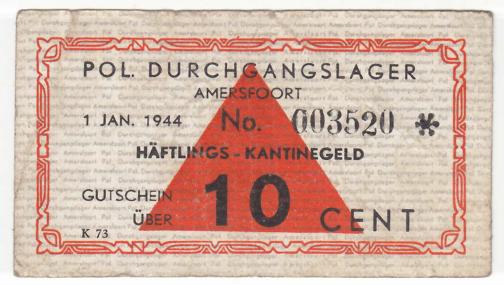 POL. DURCHGANGSLAGER
AMERSFOORT
1 JAN. 1944 No. 003520 *
HÄFTLINGS - KANTINEGELD
GUTSCHEIN
ÜBER 10 CENT
K 73